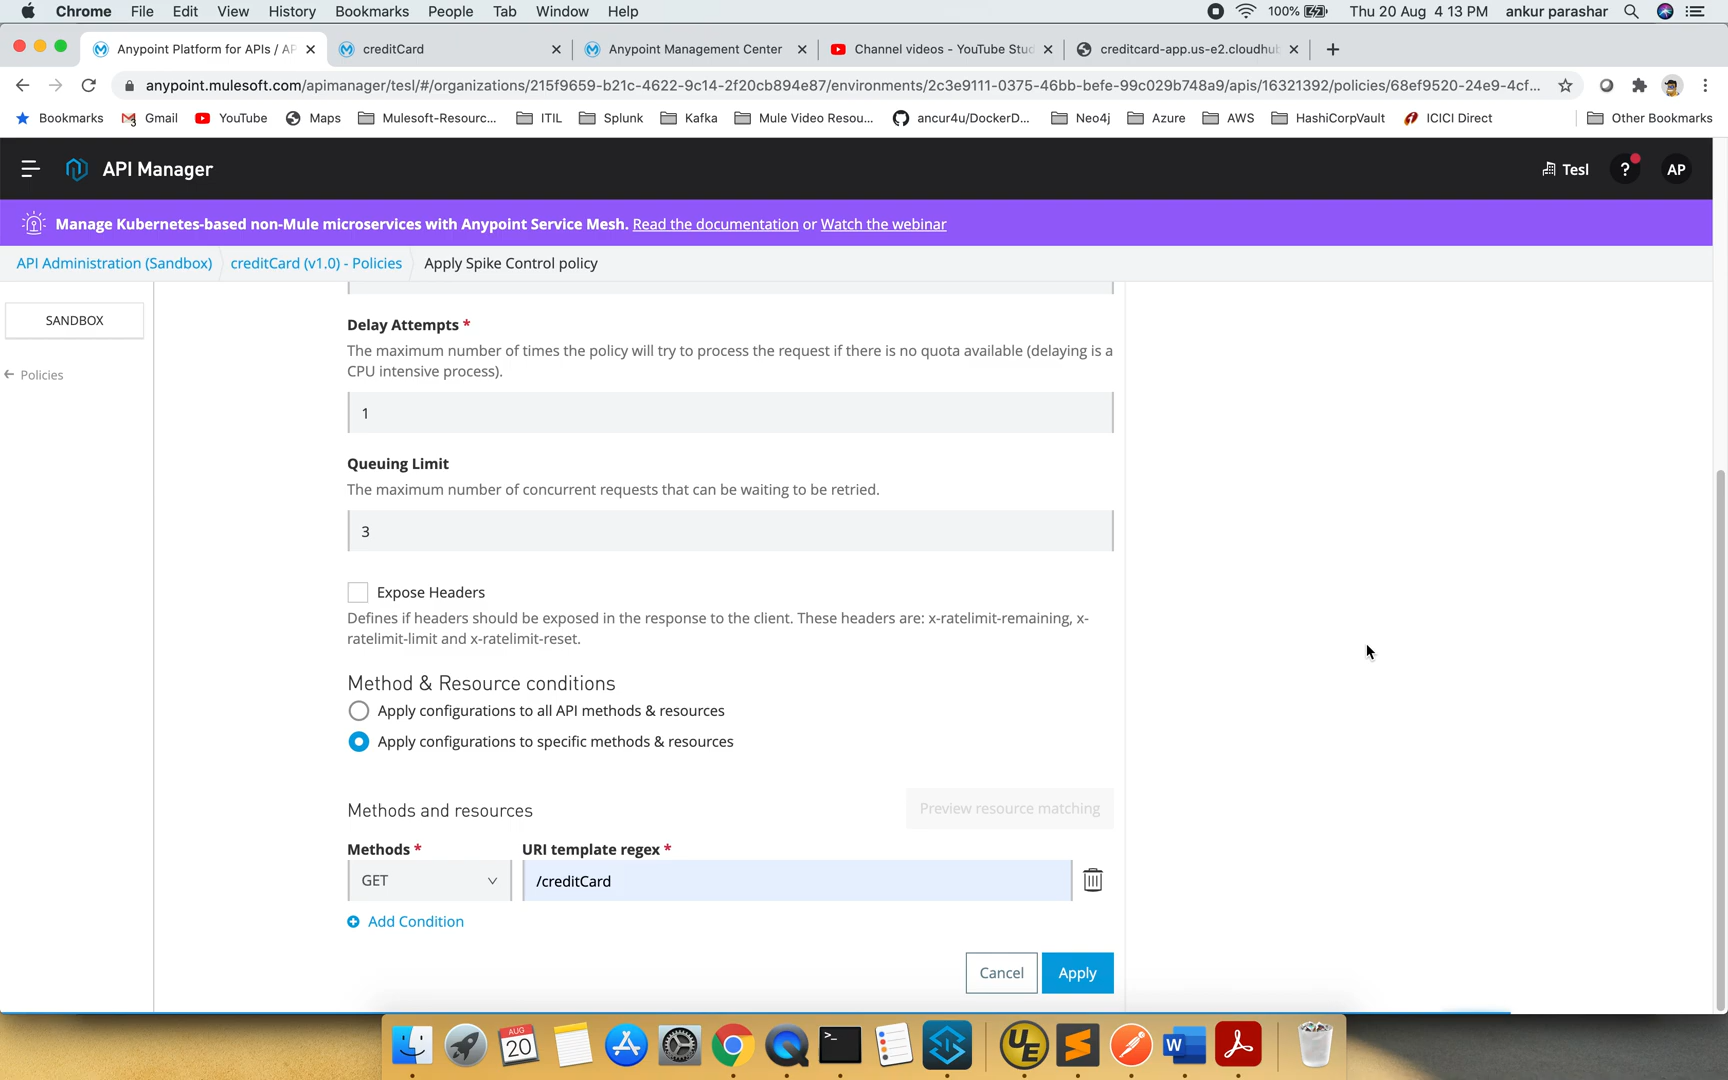 Chrome File Edit View History Bookmarks People Tab Window Help 100% Thu 20 Aug 4 13 PM ankur parashar
Anypoint Platform for APIs / AP creditCard Anypoint Management Center Channel videos - YouTube Stud creditcard-app.us-e2.cloudhub
anypoint.mulesoft.com/apimanager/tesl/#/organizations/215f9659-b21c-4622-9c14-2f20cb894e87/environments/2c3e9111-0375-46bb-befe-99c029b748a9/apis/16321392/policies/68ef9520-24e9-4cf...
Bookmarks Gmail YouTube Maps Mulesoft-Resourc... ITIL Splunk Kafka Mule Video Resou... ancur4u/DockerD... Neo4j Azure AWS HashiCorpVault ICICI Direct Other Bookmarks
API Manager Tesl ? AP
Manage Kubernetes-based non-Mule microservices with Anypoint Service Mesh. Read the documentation or Watch the webinar
API Administration (Sandbox) creditCard (v1.0) - Policies Apply Spike Control policy
SANDBOX
Policies
Delay Attempts *
The maximum number of times the policy will try to process the request if there is no quota available (delaying is a
CPU intensive process).
1
Queuing Limit
The maximum number of concurrent requests that can be waiting to be retried.
3
Expose Headers
Defines if headers should be exposed in the response to the client. These headers are: x-ratelimit-remaining, x-
ratelimit-limit and x-ratelimit-reset.
Method & Resource conditions
Apply configurations to all API methods & resources
Apply configurations to specific methods & resources
Methods and resources Preview resource matching
Methods * URI template regex *
GET /creditCard
Add Condition
Cancel Apply
AUG
20
UE
W